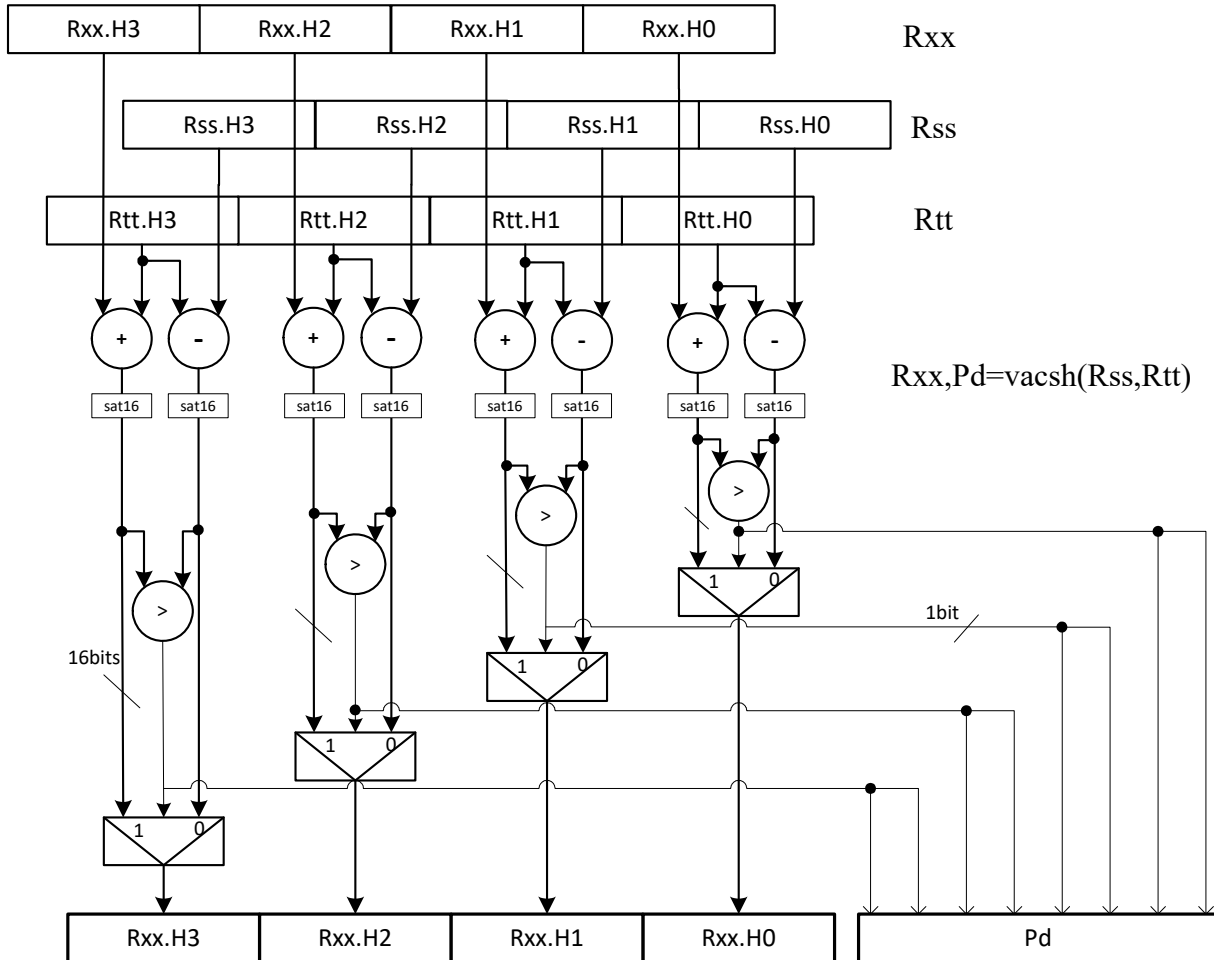 Rxx.H3 Rxx.H2 Rxx.H1 Rxx.H0 Rxx
Rss.H3 Rss.H2 Rss.H1 Rss.H0 Rss
Rtt.H3 Rtt.H2 Rtt.H1 Rtt.H0 Rtt
+ - + - + - + -
Rxx,Pd=vacsh(Rss,Rtt)
sat16 sat16 sat16 sat16 sat16 sat16 sat16 sat16
>
>
>
1 0
>
1bit
16bits
1 0
1 0
1 0
Rxx.H3 Rxx.H2 Rxx.H1 Rxx.H0 Pd